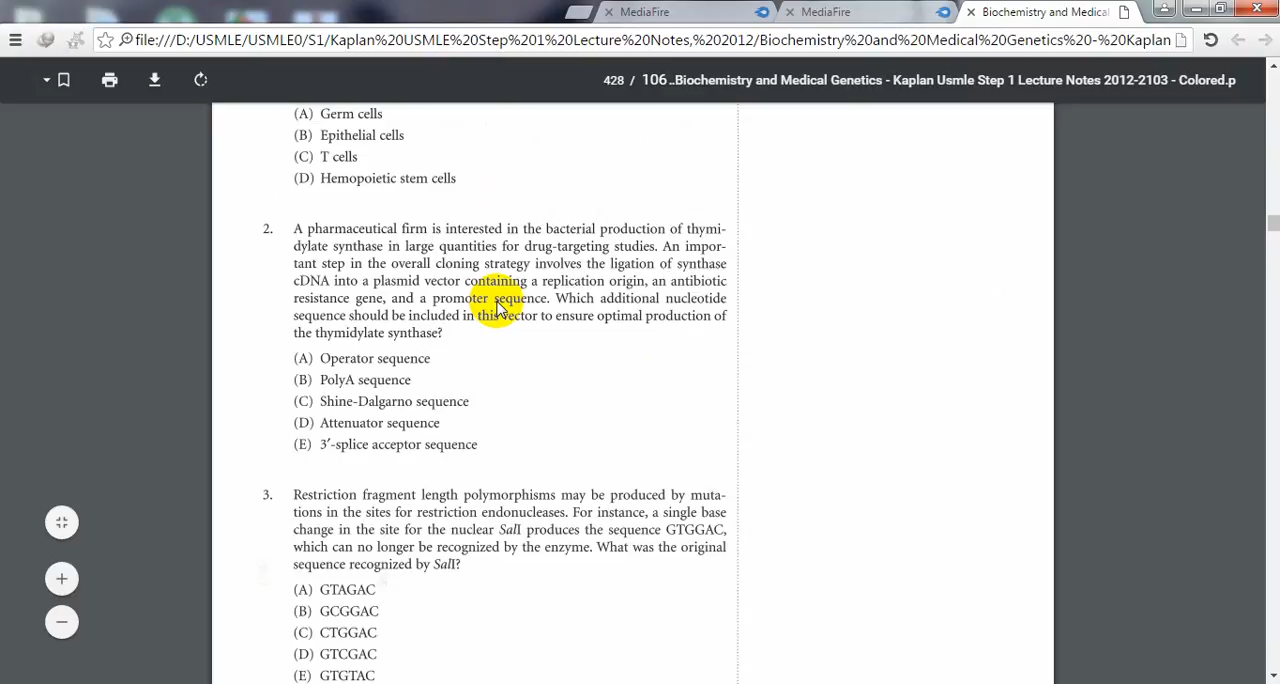 MediaFire
MediaFire
Biochemistry and Medical
file:///D:/USMLE/USMLE0/S1/Kaplan%20USMLE%20Step%201%20Lecture%20Notes,%202012/Biochemistry%20and%20Medical%20Genetics%20-%20Kaplan
428 / 106..Biochemistry and Medical Genetics - Kaplan Usmle Step 1 Lecture Notes 2012-2103 - Colored.p
(A) Germ cells
(B) Epithelial cells
(C) T cells
(D) Hemopoietic stem cells
2. A pharmaceutical firm is interested in the bacterial production of thymi-
dylate synthase in large quantities for drug-targeting studies. An impor-
tant step in the overall cloning strategy involves the ligation of synthase
cDNA into a plasmid vector containing a replication origin, an antibiotic
resistance gene, and a promoter sequence. Which additional nucleotide
sequence should be included in this vector to ensure optimal production of
the thymidylate synthase?
(A) Operator sequence
(B) PolyA sequence
(C) Shine-Dalgarno sequence
(D) Attenuator sequence
(E) 3′-splice acceptor sequence
3. Restriction fragment length polymorphisms may be produced by muta-
tions in the sites for restriction endonucleases. For instance, a single base
change in the site for the nuclear SalI produces the sequence GTGGAC,
which can no longer be recognized by the enzyme. What was the original
sequence recognized by SalI?
(A) GTAGAC
(B) GCGGAC
(C) CTGGAC
(D) GTCGAC
(E) GTGTAC